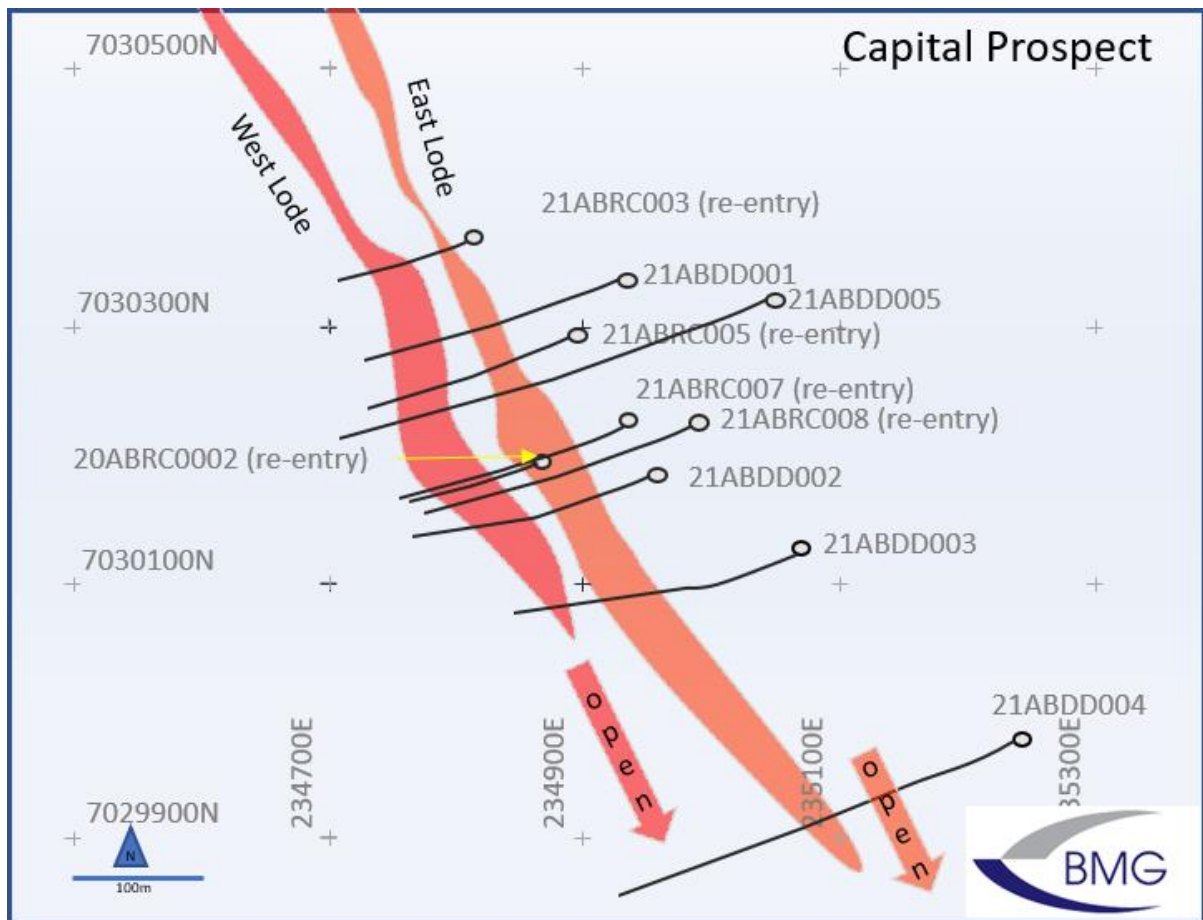 Capital Prospect
7030500N
East Lode
West Lode
21ABRC003 (re-entry)
21ABDD001
21ABDD005
7030300N
21ABRC005 (re-entry)
21ABRC007 (re-entry)
21ABRC008 (re-entry)
20ABRC0002 (re-entry)
21ABDD002
21ABDD003
7030100N
21ABDD004
open
open
234700E
234900E
235100E
35300E
7029900N
N
100m
BMG